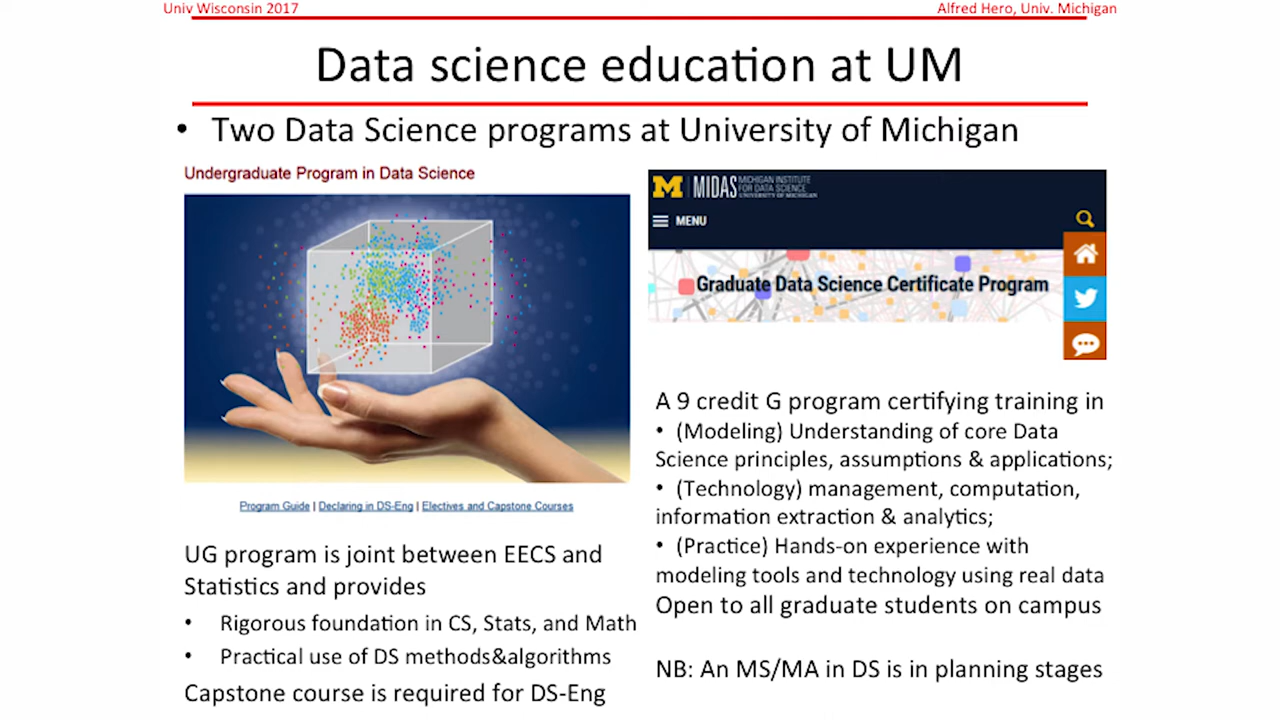 Univ Wisconsin 2017
Alfred Hero, Univ. Michigan
Data science education at UM
• Two Data Science programs at University of Michigan
Undergraduate Program in Data Science
Program Guide | Declaring in DS-Eng | Electives and Capstone Courses
UG program is joint between EECS and
Statistics and provides
• Rigorous foundation in CS, Stats, and Math
• Practical use of DS methods&algorithms
Capstone course is required for DS-Eng
M | MIDAS MICHIGAN INSTITUTE
FOR DATA SCIENCE
UNIVERSITY OF MICHIGAN
MENU
Graduate Data Science Certificate Program
A 9 credit G program certifying training in
• (Modeling) Understanding of core Data
Science principles, assumptions & applications;
• (Technology) management, computation,
information extraction & analytics;
• (Practice) Hands-on experience with
modeling tools and technology using real data
Open to all graduate students on campus
NB: An MS/MA in DS is in planning stages